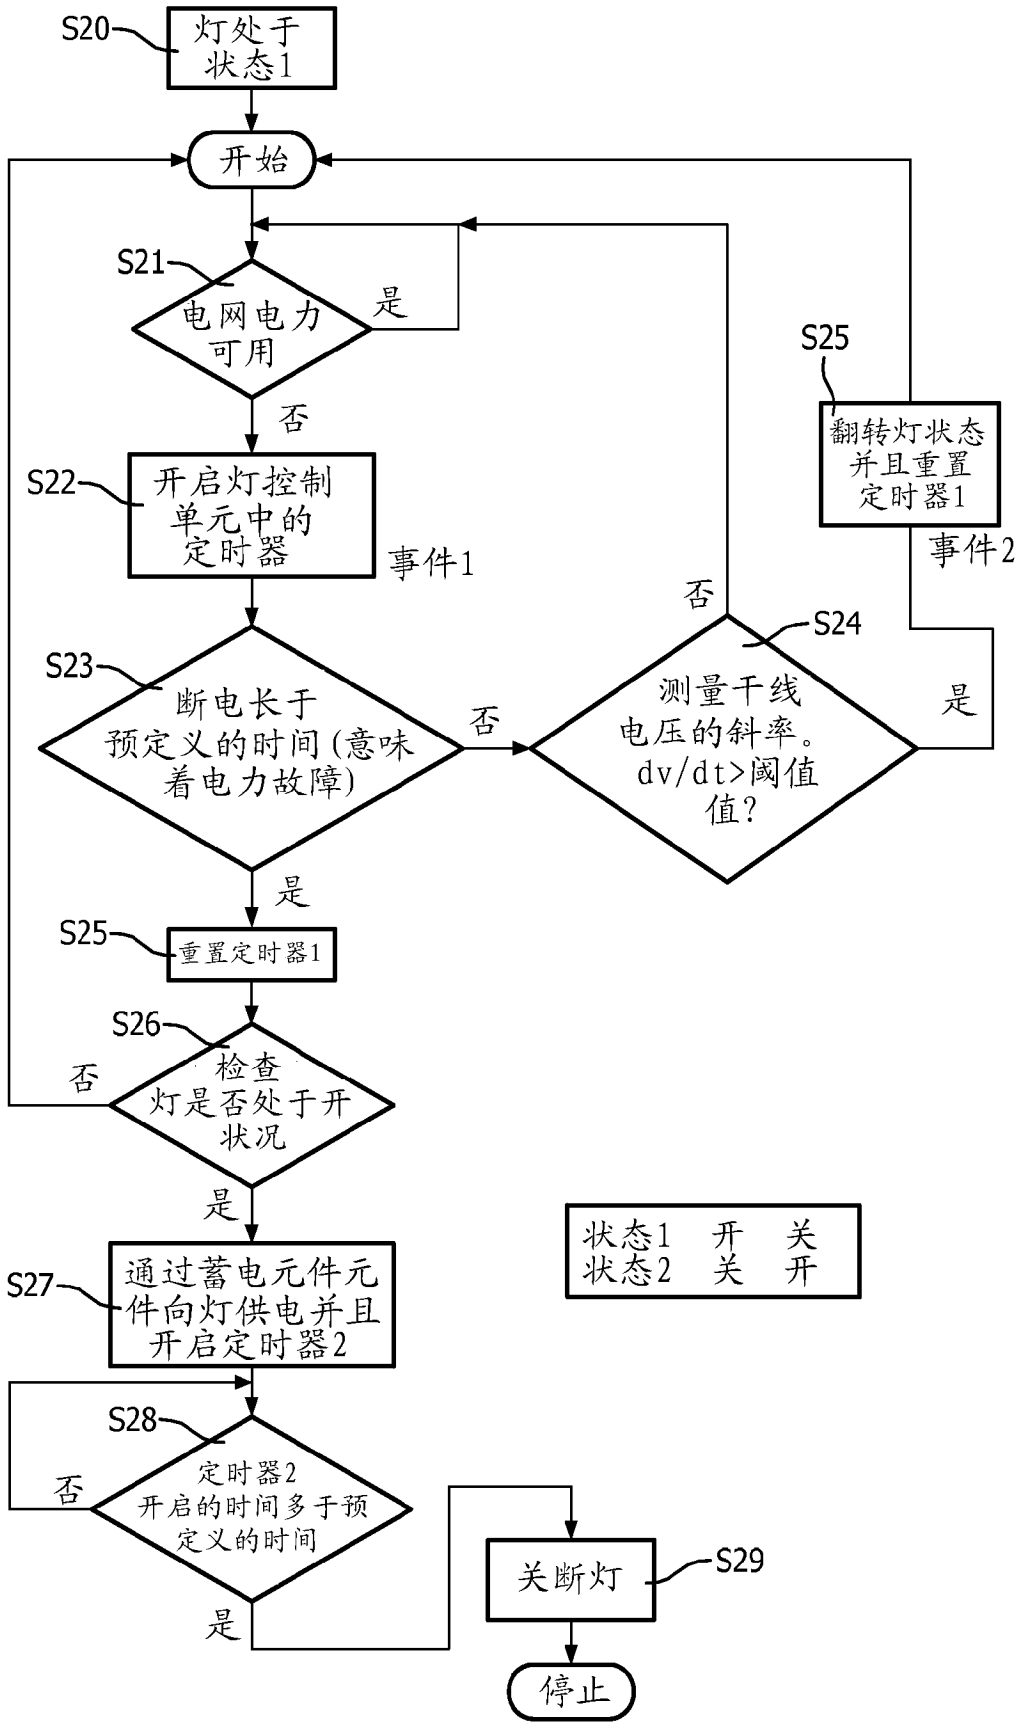 S20
灯处于
状态1
开始
S21
电网电力
可用
是
否
S22
开启灯控制
单元中的
定时器
事件1
S23
断电长于
预定义的时间(意味
着电力故障)
否
是
S24
测量干线
电压的斜率。
dv/dt>阈值
值?
否
是
S25
翻转灯状态
并且重置
定时器1
事件2
S25
重置定时器1
S26
检查
灯是否处于开
状况
否
是
S27
通过蓄电元件元
件向灯供电并且
开启定时器2
状态1 开 关
状态2 关 开
S28
定时器2
开启的时间多于预
定义的时间
否
是
S29
关断灯
停止